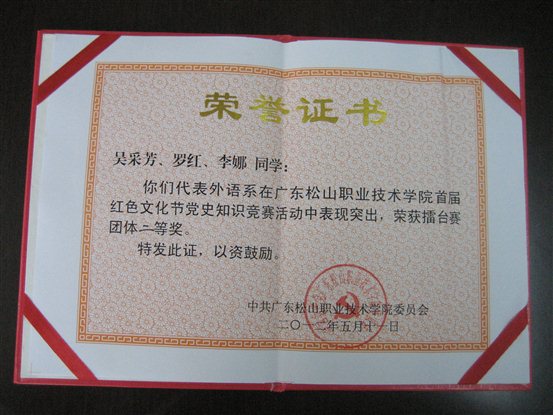 荣誉证书
吴采芳、罗红、李娜 同学：
你们代表外语系在广东松山职业技术学院首届
红色文化节党史知识竞赛活动中表现突出，荣获擂台赛
团体二等奖。
特发此证，以资鼓励。
中共广东松山职业技术学院委员会
二〇一二年五月十一日